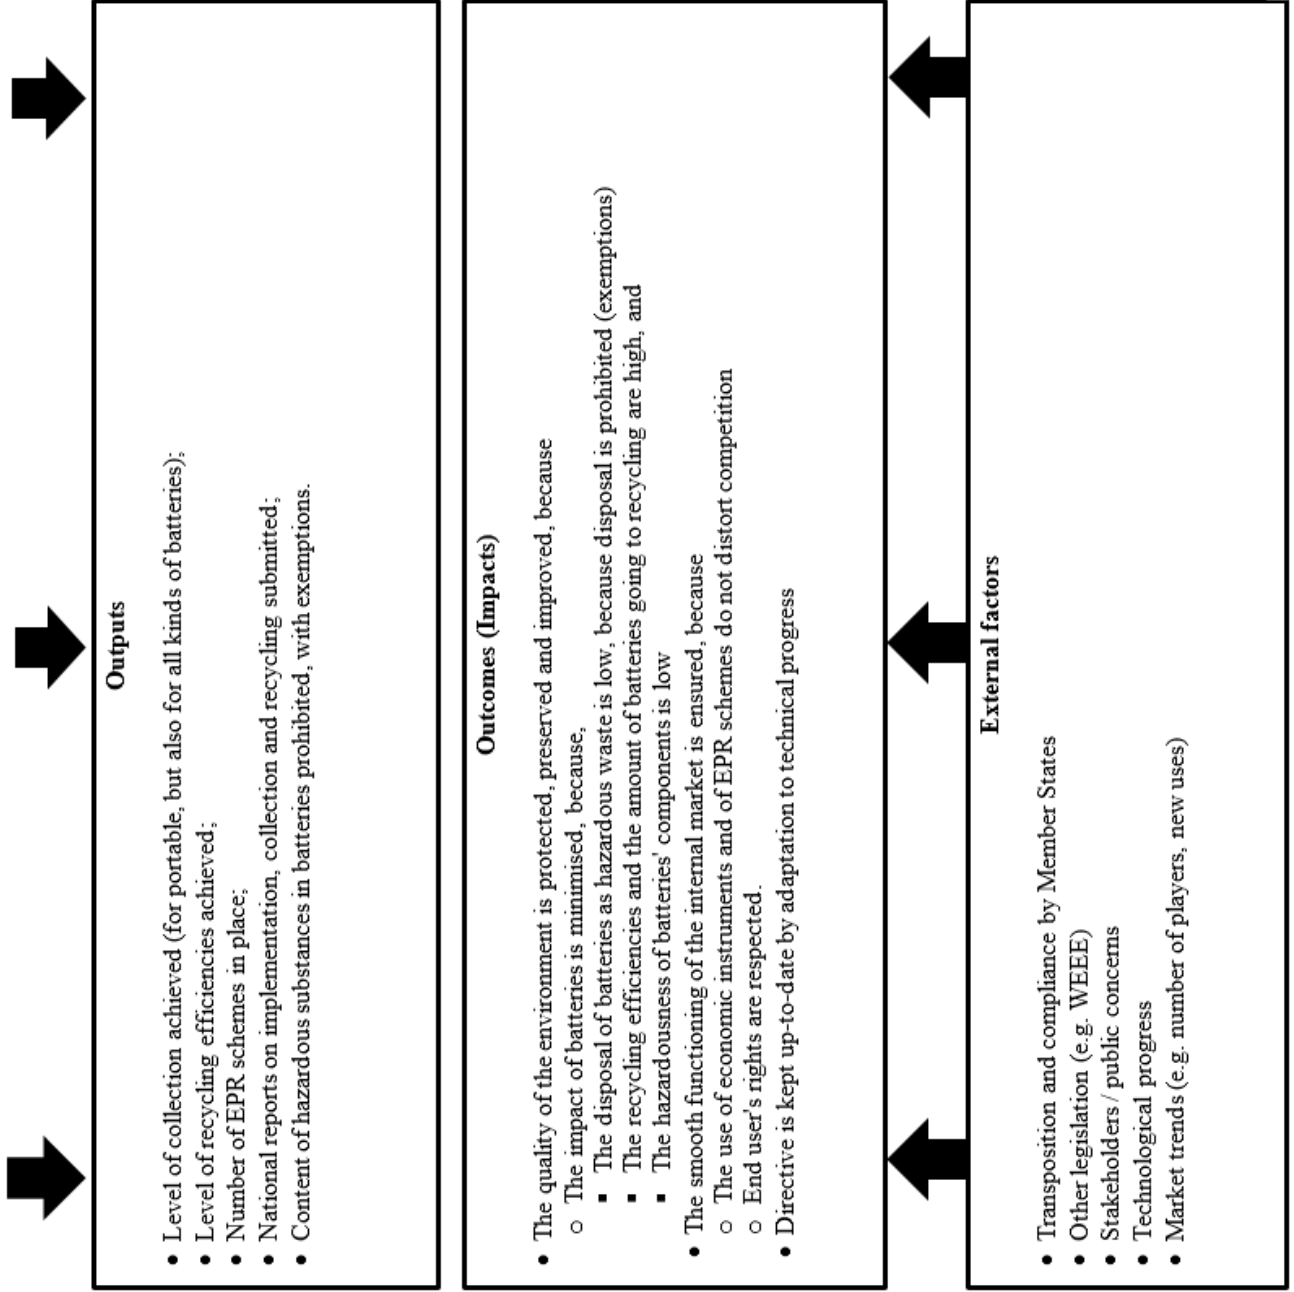 Outputs
• Level of collection achieved (for portable, but also for all kinds of batteries);
• Level of recycling efficiencies achieved;
• Number of EPR schemes in place;
• National reports on implementation, collection and recycling submitted;
• Content of hazardous substances in batteries prohibited, with exemptions.
Outcomes (Impacts)
• The quality of the environment is protected, preserved and improved, because
○ The impact of batteries is minimised, because,
▪ The disposal of batteries as hazardous waste is low, because disposal is prohibited (exemptions)
▪ The recycling efficiencies and the amount of batteries going to recycling are high, and
▪ The hazardousness of batteries' components is low
• The smooth functioning of the internal market is ensured, because
○ The use of economic instruments and of EPR schemes do not distort competition
○ End user's rights are respected.
• Directive is kept up-to-date by adaptation to technical progress
External factors
• Transposition and compliance by Member States
• Other legislation (e.g. WEEE)
• Stakeholders / public concerns
• Technological progress
• Market trends (e.g. number of players, new uses)